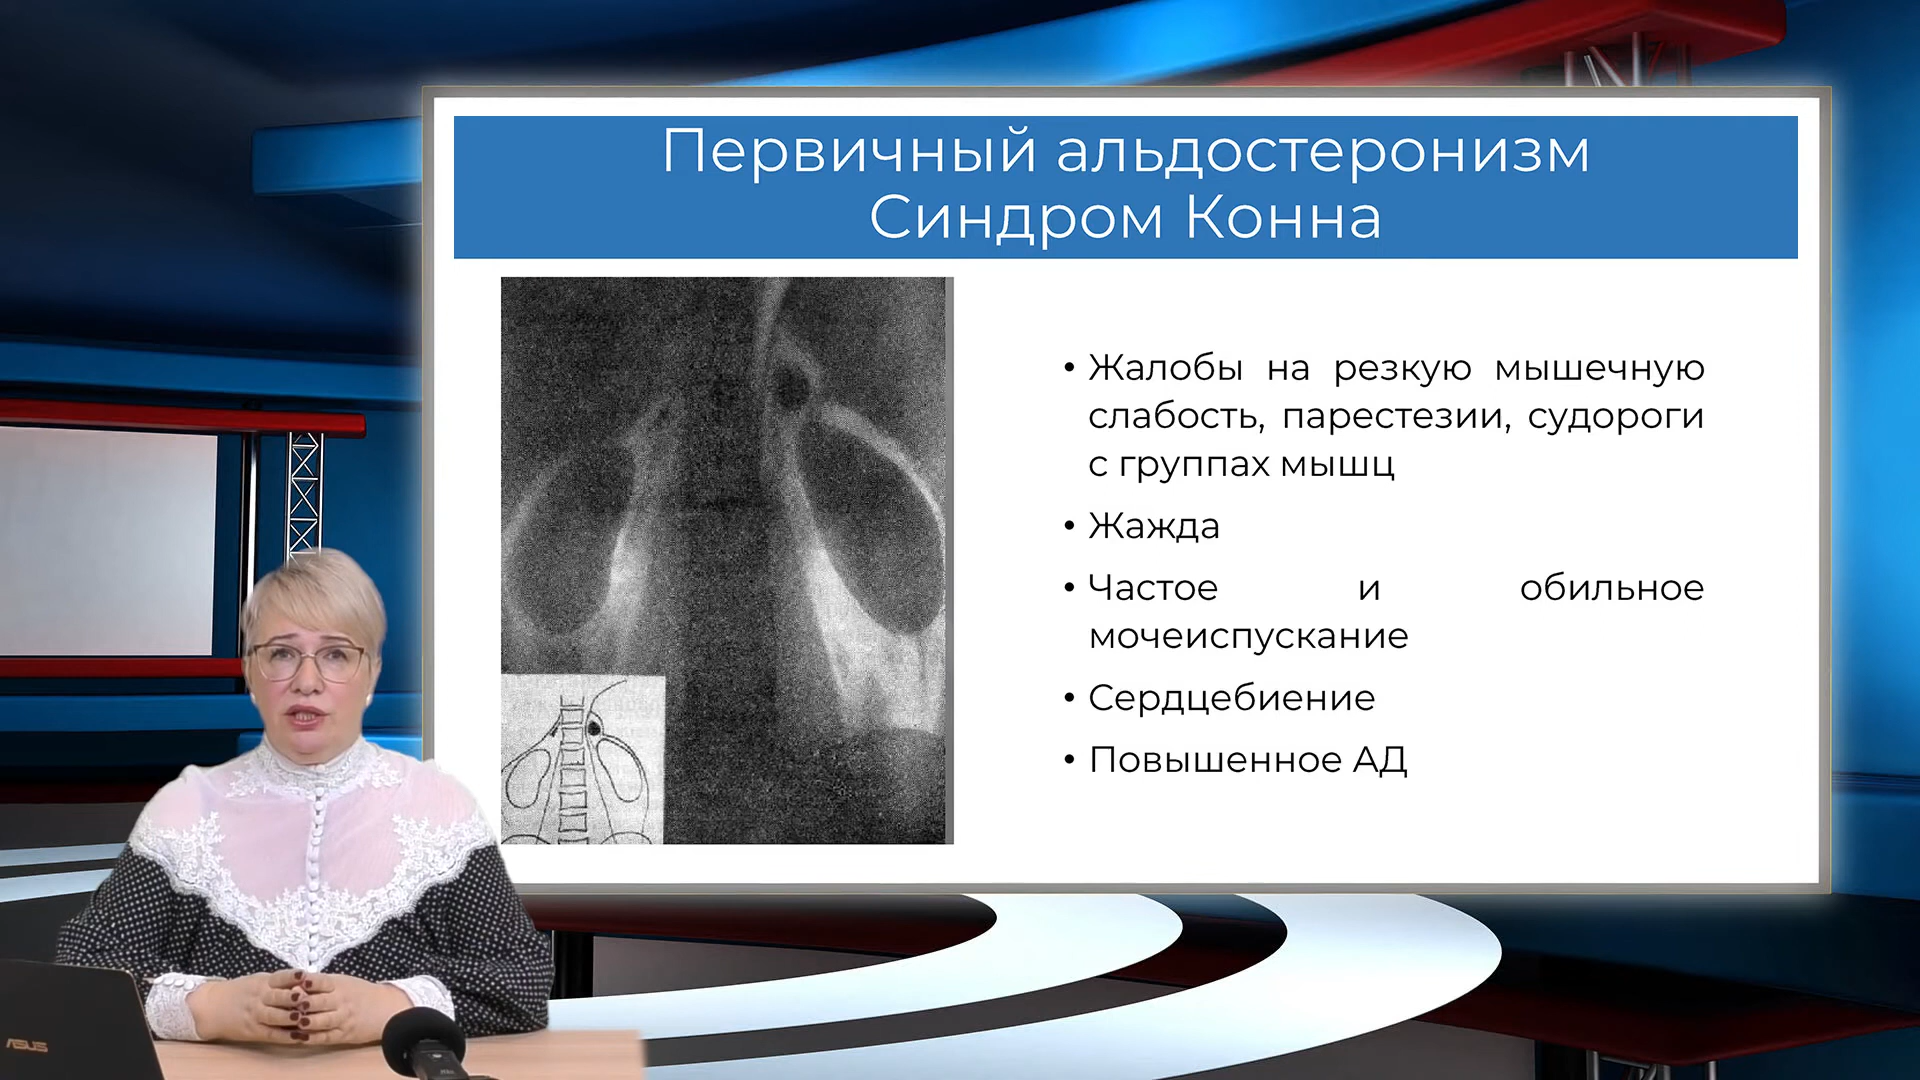 Первичный альдостеронизм
Синдром Конна
• Жалобы на резкую мышечную
слабость, парестезии, судороги
с группах мышц
• Жажда
• Частое и обильное
мочеиспускание
• Сердцебиение
• Повышенное АД
ASUS